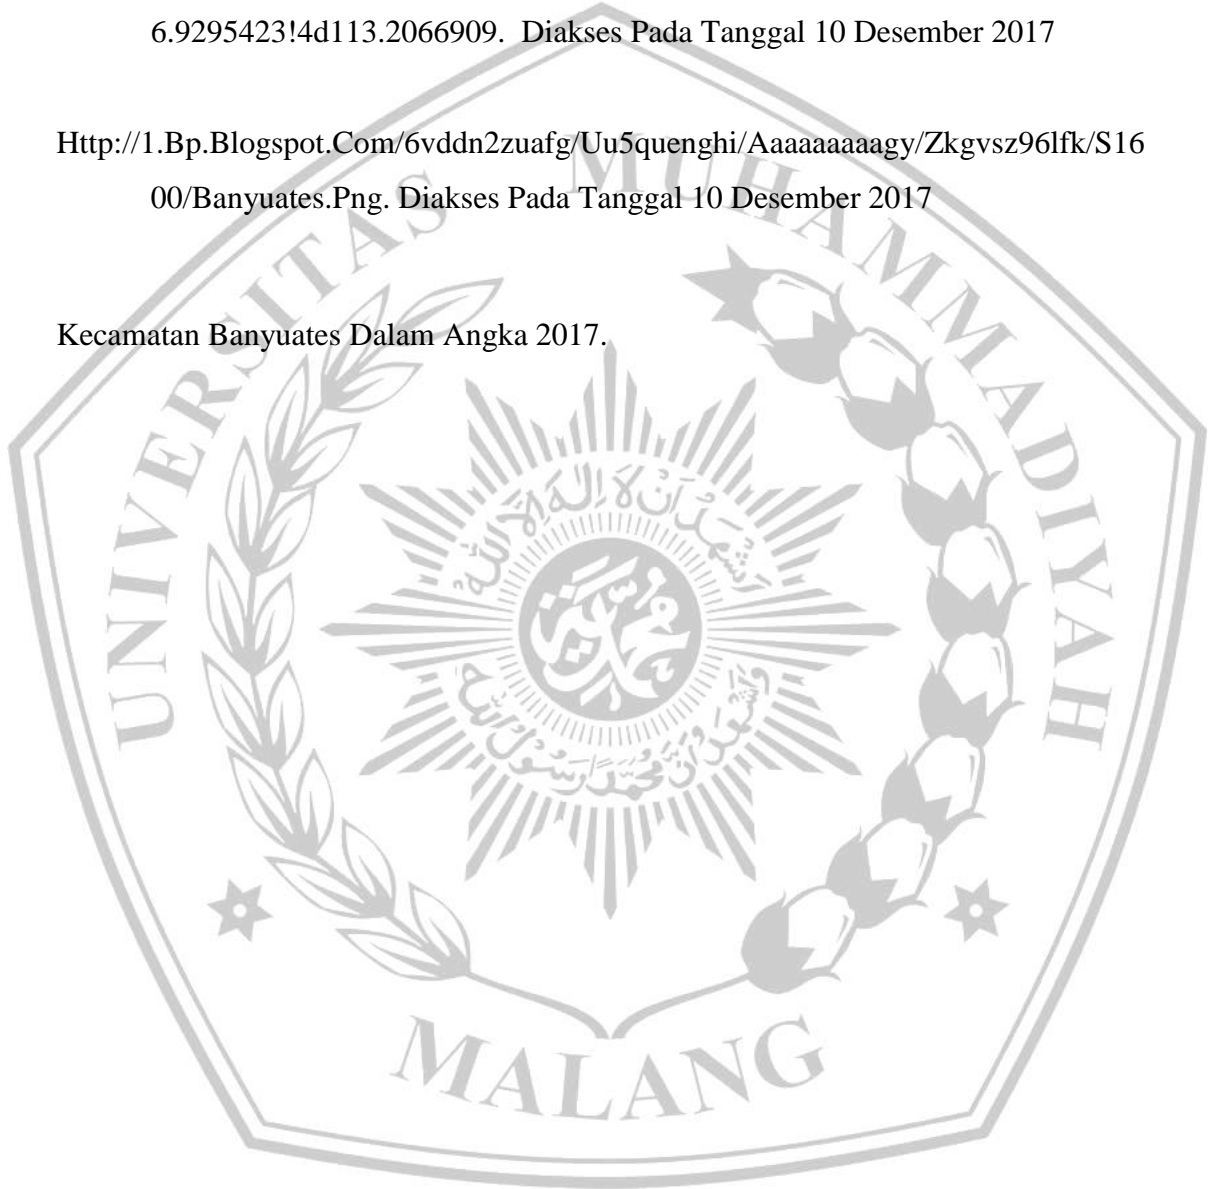 6.9295423!4d113.2066909. Diakses Pada Tanggal 10 Desember 2017
Http://1.Bp.Blogspot.Com/6vddn2zuafg/Uu5quenghi/Aaaaaaaaagy/Zkgvsz96lfk/S16
00/Banyuates.Png. Diakses Pada Tanggal 10 Desember 2017
Kecamatan Banyuates Dalam Angka 2017.
UNIVERSITAS MUHAMMADIYAH
MALANG